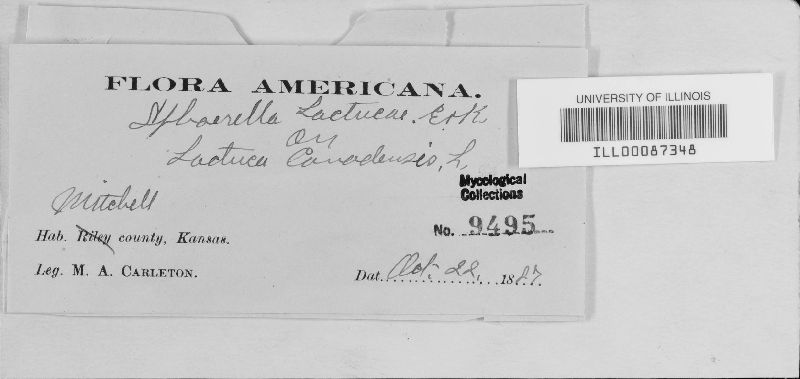 FLORA AMERICANA.
Sphaerella Lactucae. E&K
on
Lactuca Canadensis, L.
Mitchell
Hab. Riley county, Kansas.
Leg. M. A. CARLETON.
Mycological
Collections
No. 9495
Dat. Oct. 22, 1887.
UNIVERSITY OF ILLINOIS
ILL00087348